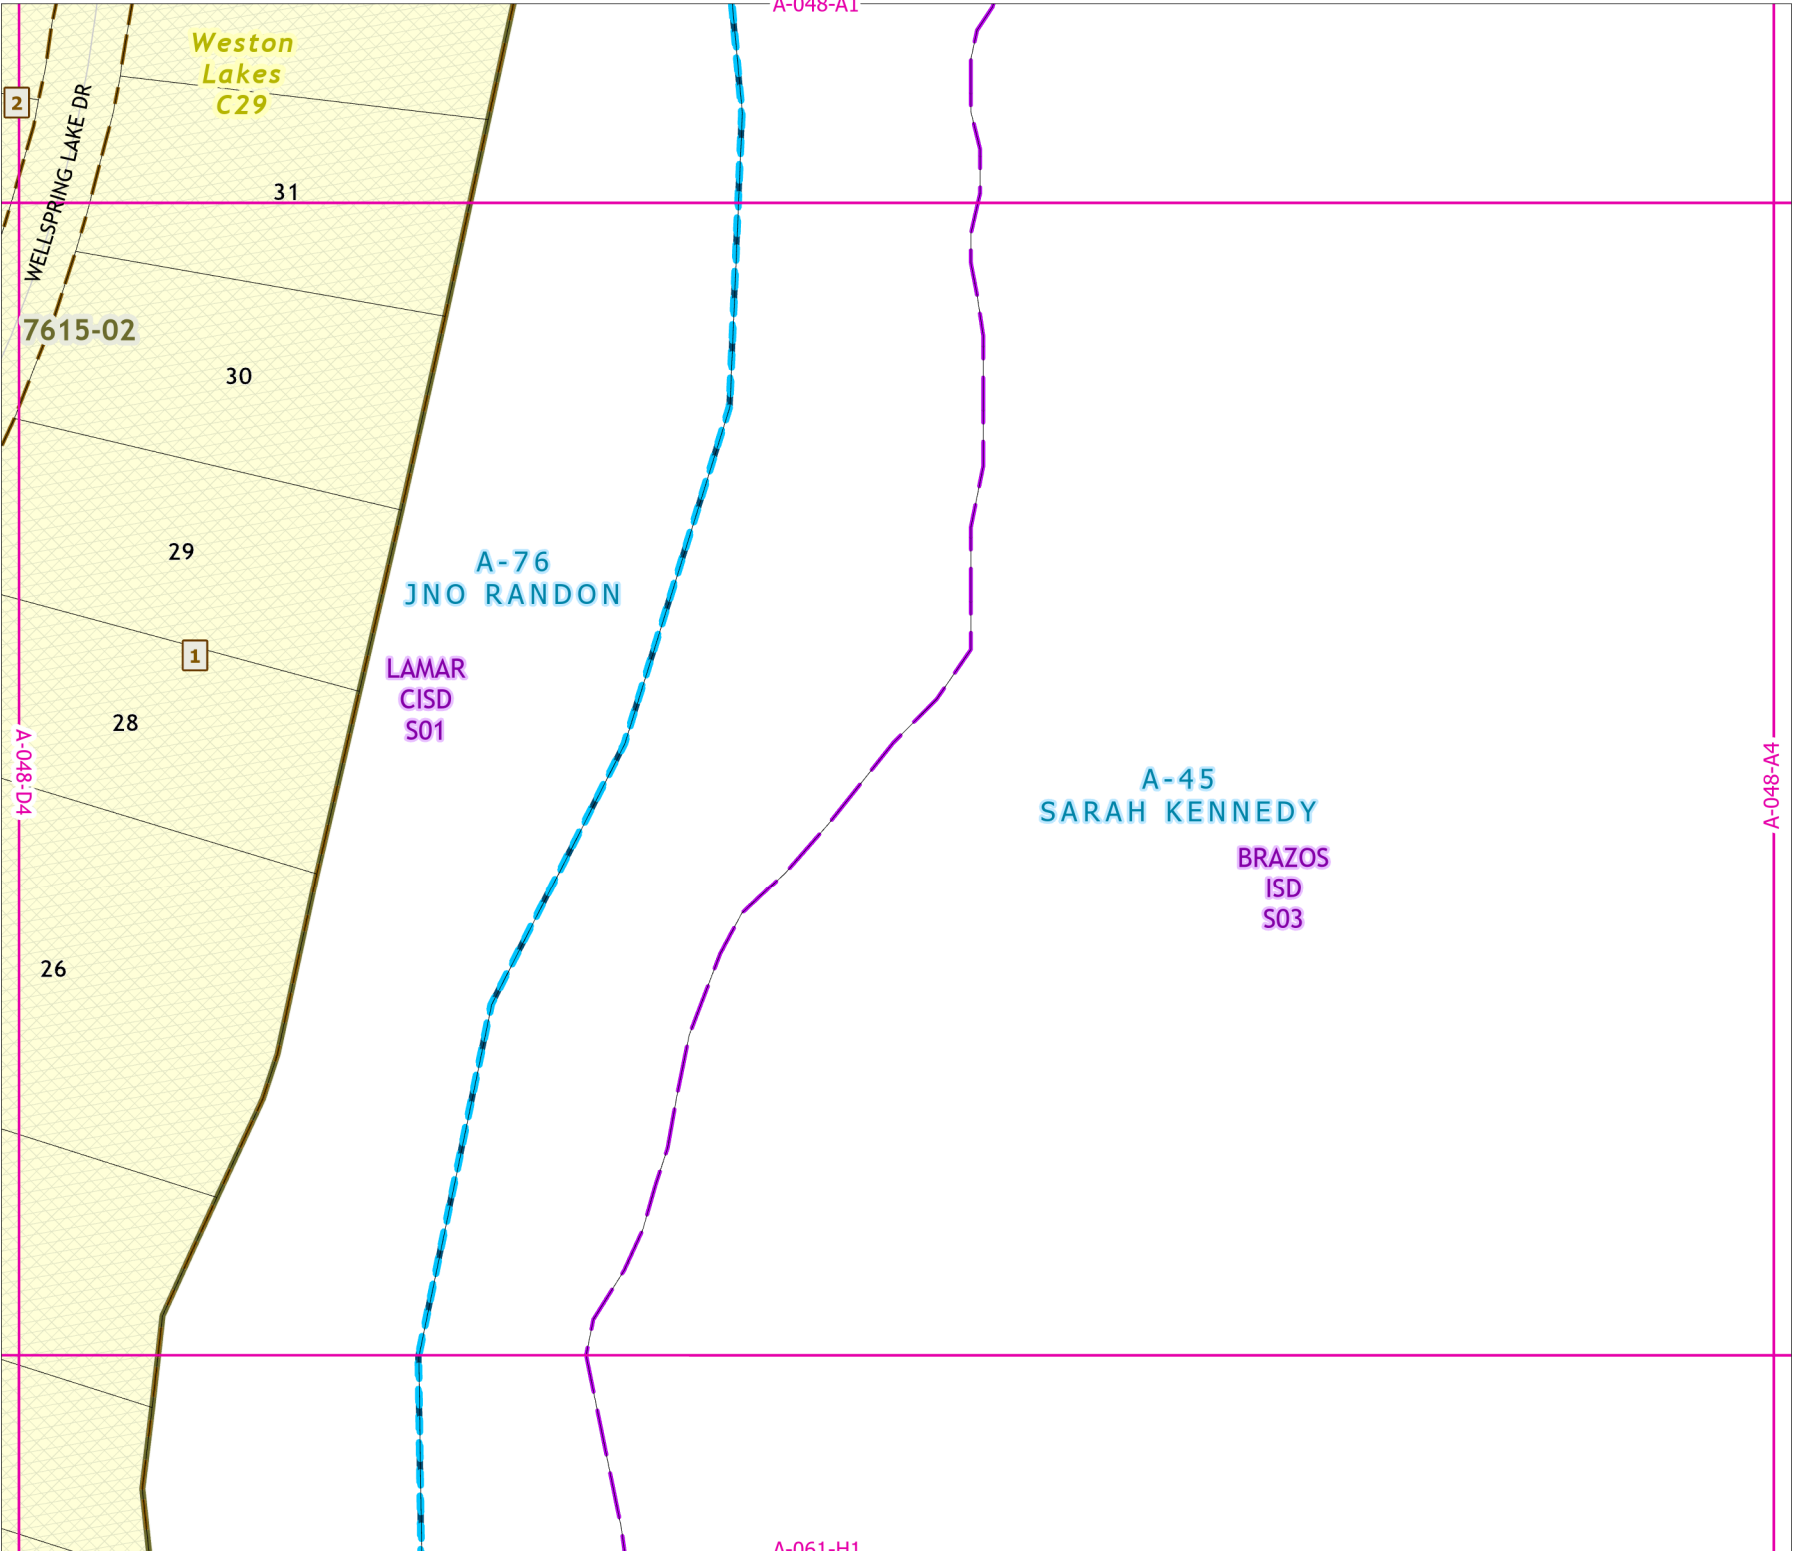 A-048-A1
Weston
Lakes
C29
2
WELLSPRING LAKE DR
31
7615-02
30
29
A-76
JNO RANDON
1
LAMAR
CISD
S01
28
A-048-D4
A-048-A4
A-45
SARAH KENNEDY
BRAZOS
ISD
S03
26
A-061-H1